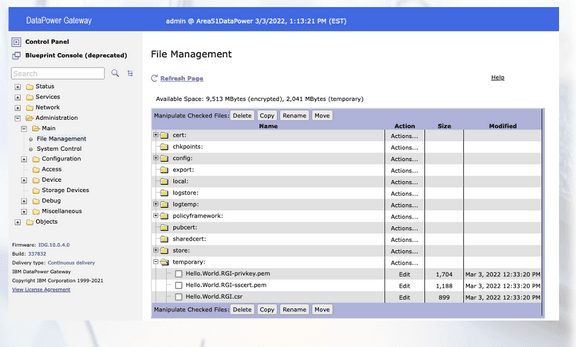 DataPower Gateway
admin @ AreaS1DataPower 3/3/2022, 1:13:21 PM (EST)
Control Panel
Blueprint Console (deprecated)
Search
Status
Services
Network
Administration
Main
File Management
System Control
Configuration
Access
Device
Storage Devices
Debug
Miscellaneous
Objects
Firmware: IDG.10.0.4.0
Build: 337832
Delivery type: Continuous delivery
IBM DataPower Gateway
Copyright IBM Corporation 1999-2021
View License Agreement
File Management
Refresh Page
Help
Available Space: 9,513 MBytes (encrypted), 2,041 MBytes (temporary)
Manipulate Checked Files: Delete Copy Rename Move
Name Action Size Modified
cert: Actions...
chkpoints: Actions...
config: Actions...
export: Actions...
local: Actions...
logstore: Actions...
logtemp: Actions...
policyframework: Actions...
pubcert: Actions...
sharedcert: Actions...
store: Actions...
temporary: Actions...
Hello.World.RGI-privkey.pem Edit 1,704 Mar 3, 2022 12:33:20 PM
Hello.World.RGI-sscert.pem Edit 1,188 Mar 3, 2022 12:33:20 PM
Hello.World.RGI.csr Edit 899 Mar 3, 2022 12:33:20 PM
Manipulate Checked Files: Delete Copy Rename Move